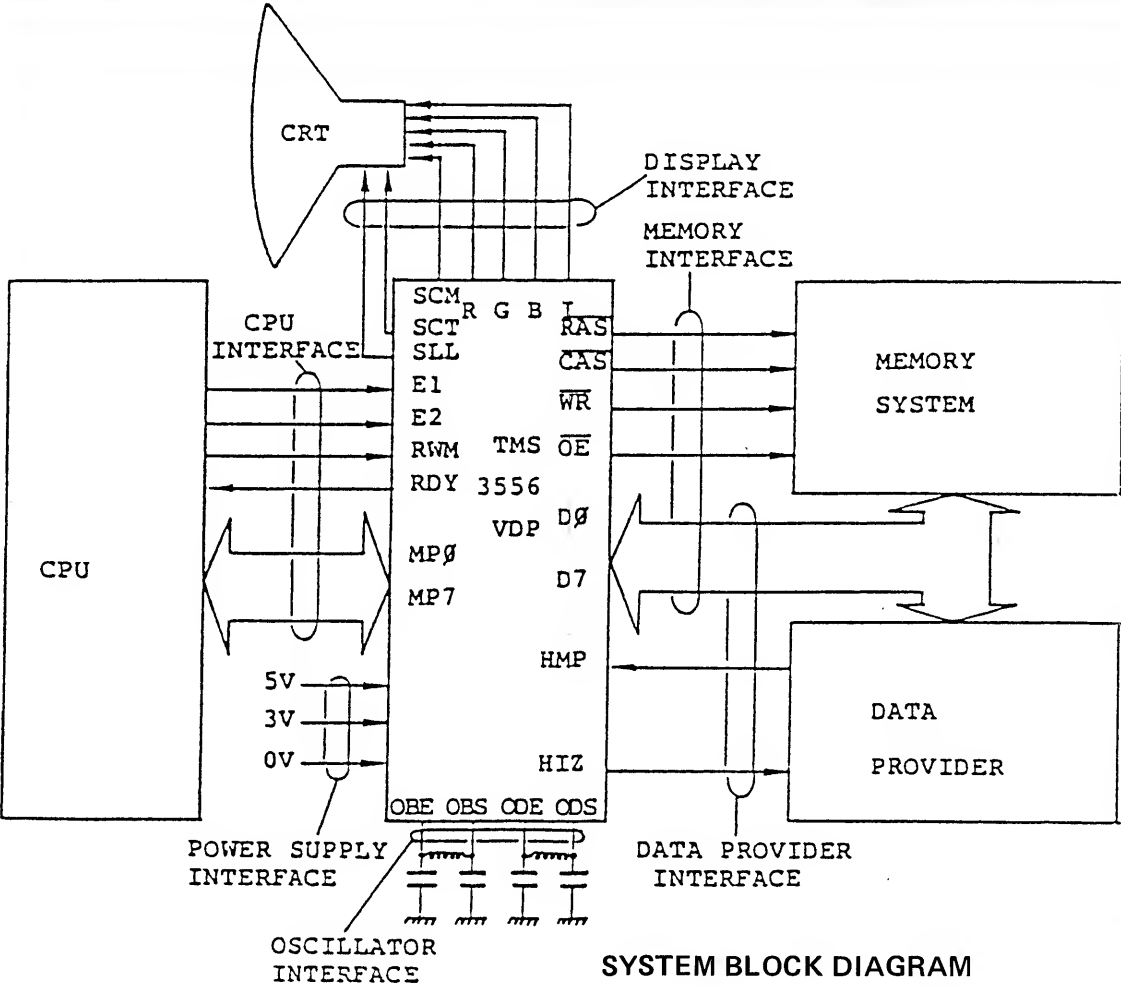 CRT
DISPLAY
INTERFACE
MEMORY
INTERFACE
SCM R G B I
SCT
SLL
RAS
CAS
WR
OE
CPU
INTERFACE
E1
E2
RWM
RDY
TMS
3556
VDP
MPØ
MP7
DØ
D7
HMP
HIZ
CPU
MEMORY
SYSTEM
5V
3V
0V
DATA
PROVIDER
OBE OBS ODE ODS
POWER SUPPLY
INTERFACE
DATA PROVIDER
INTERFACE
OSCILLATOR
INTERFACE
SYSTEM BLOCK DIAGRAM